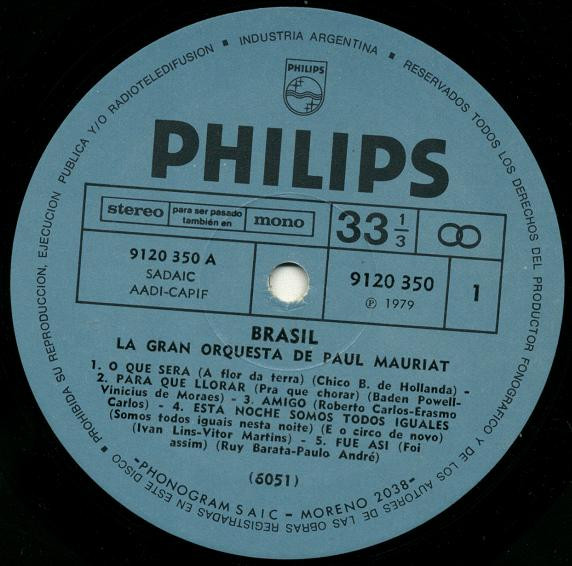 PROHIBIDA SU REPRODUCCION, EJECUCION PUBLICA Y/O RADIOTELEDIFUSION ▪ INDUSTRIA ARGENTINA ▪ RESERVADOS TODOS LOS DERECHOS DEL PRODUCTOR FONOGRAFICO Y DE LOS AUTORES DE LAS OBRAS REGISTRADAS EN ESTE DISCO ▪
PHILIPS
PHILIPS
stereo
para ser pasado
también en
mono
33 1/3
9120 350 A
SADAIC
AADI-CAPIF
9120 350
℗ 1979
1
BRASIL
LA GRAN ORQUESTA DE PAUL MAURIAT
1. O QUE SERA (A flor da terra) (Chico B. de Hollanda) -
2. PARA QUE LLORAR (Pra que chorar) (Baden Powell-
Vinicius de Moraes) - 3. AMIGO (Roberto Carlos-Erasmo
Carlos) - 4. ESTA NOCHE SOMOS TODOS IGUALES
(Somos todos iguais nesta noite) (E o circo de novo)
(Ivan Lins-Vitor Martins) - 5. FUE ASI (Foi
assim) (Ruy Barata-Paulo André)
(6051)
-PHONOGRAM SAIC - MORENO 2038-